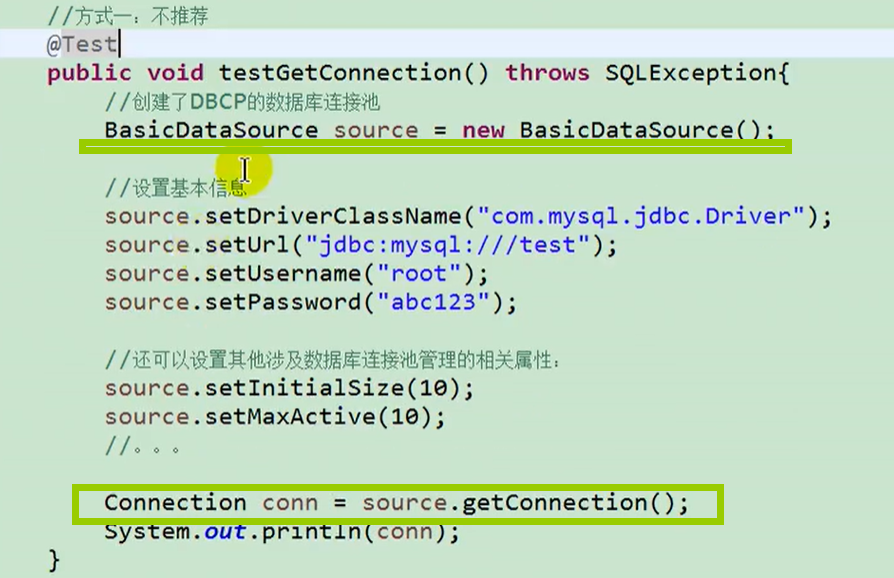 //方式一：不推荐
@Test
public void testGetConnection() throws SQLException{
//创建了DBCP的数据库连接池
BasicDataSource source = new BasicDataSource();
//设置基本信息
source.setDriverClassName("com.mysql.jdbc.Driver");
source.setUrl("jdbc:mysql:///test");
source.setUsername("root");
source.setPassword("abc123");
//还可以设置其他涉及数据库连接池管理的相关属性：
source.setInitialSize(10);
source.setMaxActive(10);
//。。。
Connection conn = source.getConnection();
System.out.println(conn);
}